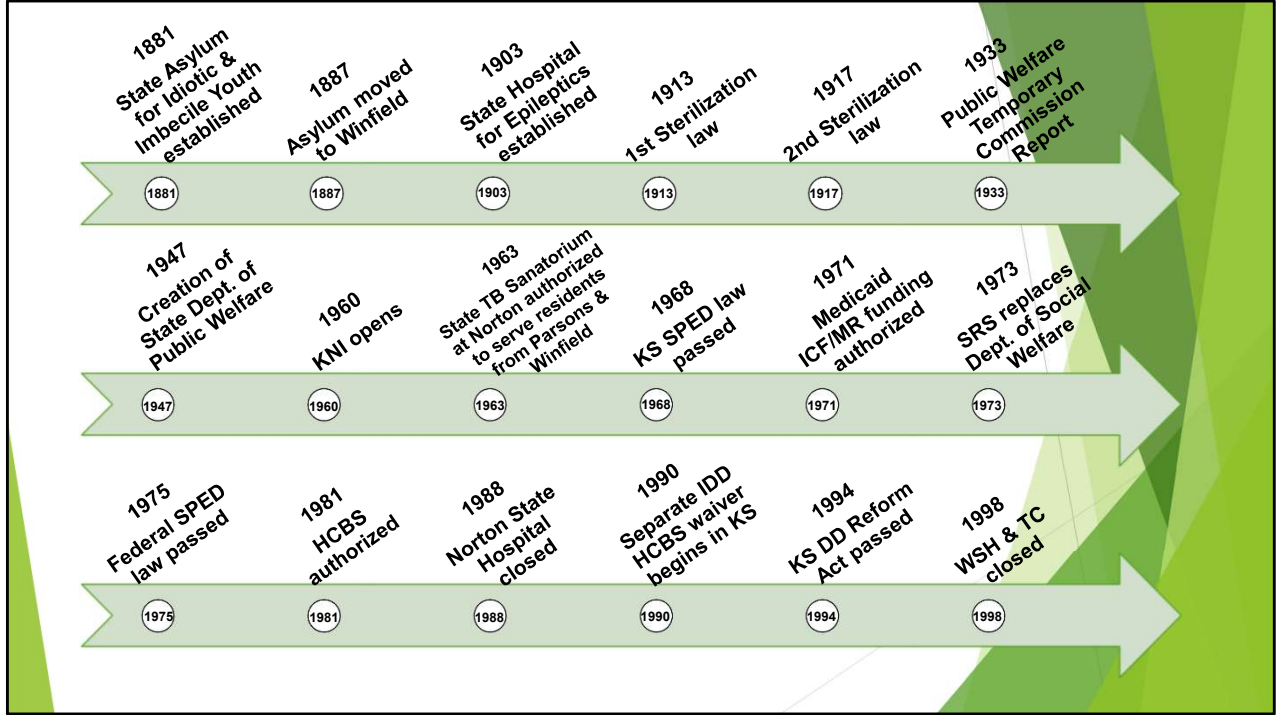 1881
State Asylum
for Idiotic &
Imbecile Youth
established
1887
Asylum moved
to Winfield
1903
State Hospital
for Epileptics
established
1913
1st Sterilization
law
1917
2nd Sterilization
law
1933
Public Welfare
Temporary
Commission
Report
1881
1887
1903
1913
1917
1933
1947
Creation of
State Dept. of
Public Welfare
1960
KNI opens
1963
State TB Sanatorium
at Norton authorized
to serve residents
from Parsons &
Winfield
1968
KS SPED law
passed
1971
Medicaid
ICF/MR funding
authorized
1973
SRS replaces
Dept. of Social
Welfare
1947
1960
1963
1968
1971
1973
1975
Federal SPED
law passed
1981
HCBS
authorized
1988
Norton State
Hospital
closed
1990
Separate IDD
HCBS waiver
begins in KS
1994
KS DD Reform
Act passed
1998
WSH & TC
closed
1975
1981
1988
1990
1994
1998